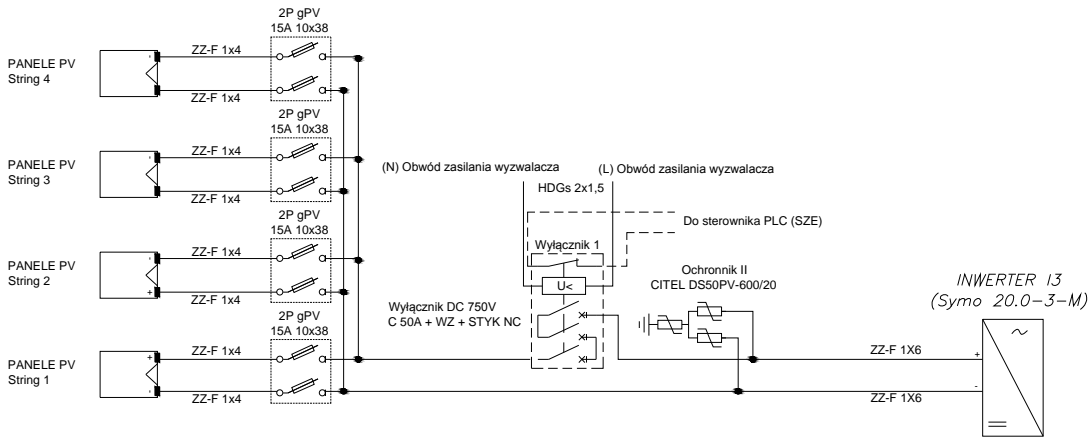 2P gPV
15A 10x38
PANELE PV
String 4
-
ZZ-F 1x4
ZZ-F 1x4
2P gPV
15A 10x38
PANELE PV
String 3
-
ZZ-F 1x4
ZZ-F 1x4
2P gPV
15A 10x38
PANELE PV
String 2
-
+
ZZ-F 1x4
ZZ-F 1x4
2P gPV
15A 10x38
PANELE PV
String 1
+
-
ZZ-F 1x4
ZZ-F 1x4
(N) Obwód zasilania wyzwalacza
(L) Obwód zasilania wyzwalacza
HDGs 2x1,5
Do sterownika PLC (SZE)
Wyłącznik 1
U<
Wyłącznik DC 750V
C 50A + WZ + STYK NC
Ochronnik II
CITEL DS50PV-600/20
INWERTER I3
(Symo 20.0-3-M)
ZZ-F 1X6
+
ZZ-F 1X6
-